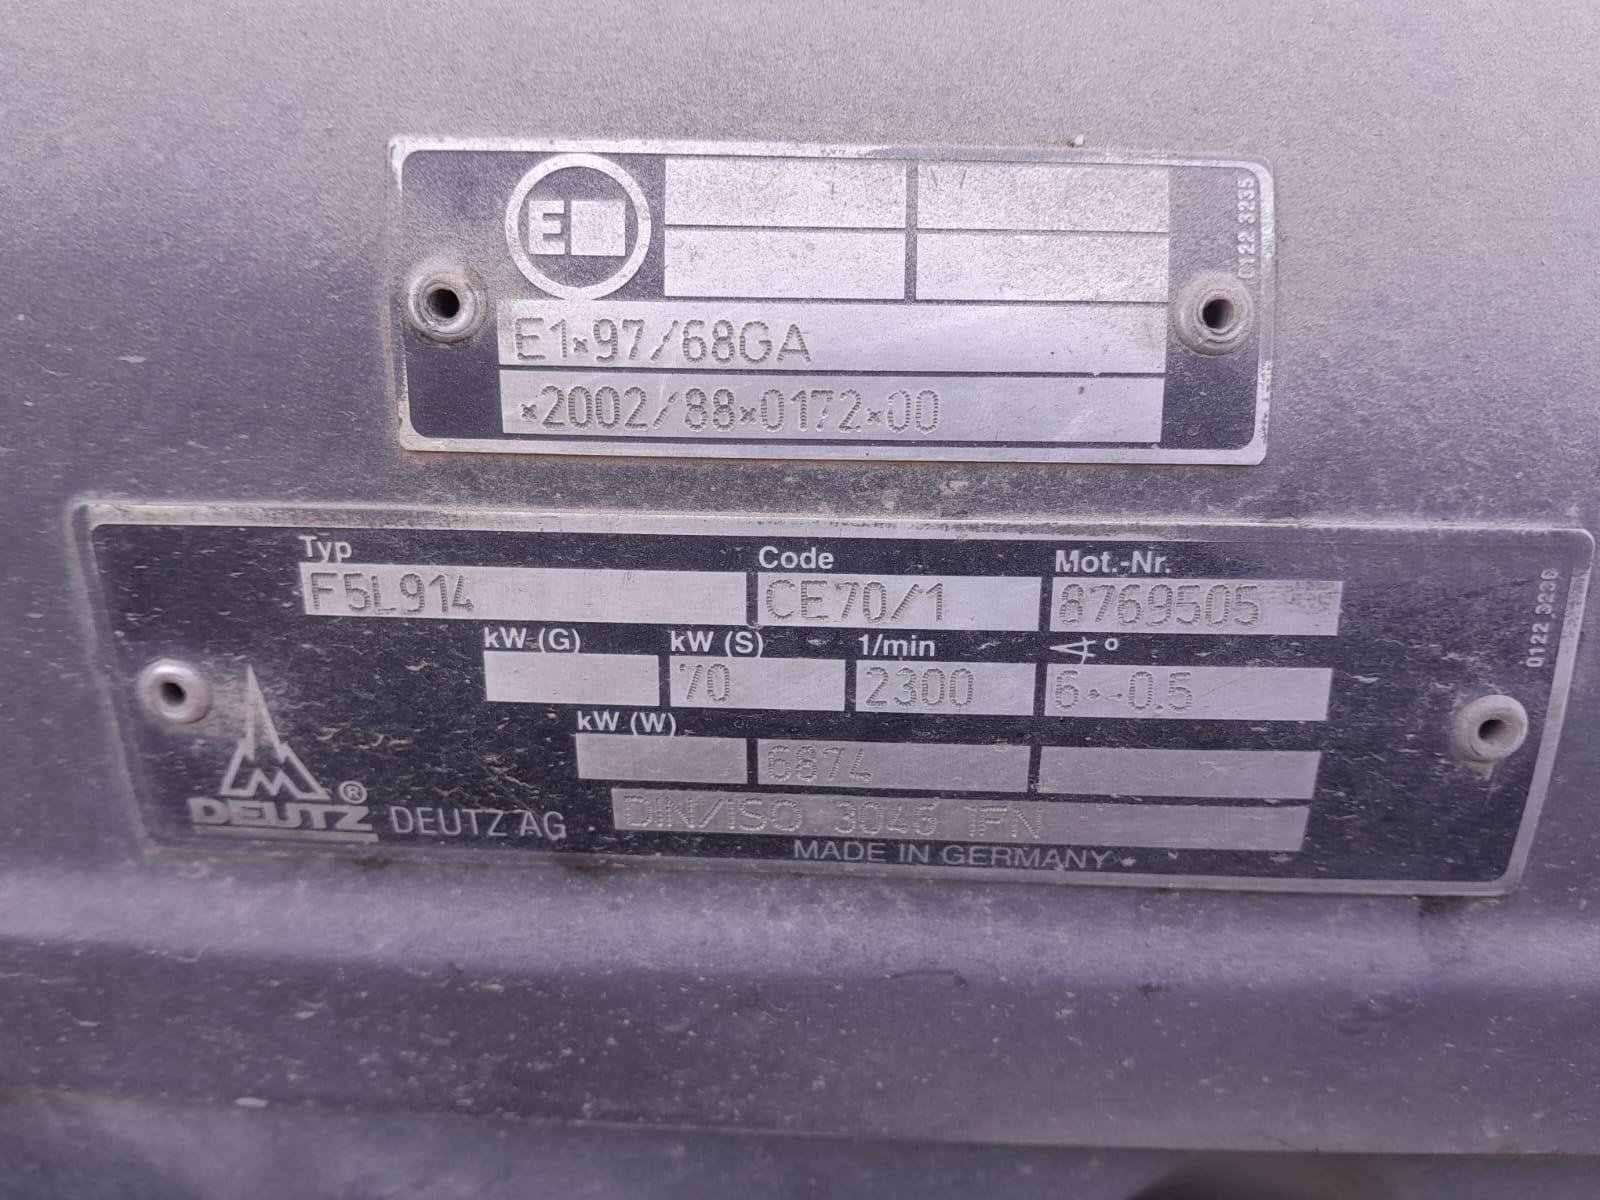 E
0122 3235
E1*97/68GA
*2002/88*0172*00
Typ Code Mot.-Nr.
F5L914 CE70/1 8769505
kW (G) kW (S) 1/min °
70 2300 6 - 0.5
kW (W)
6874
DEUTZ ® DEUTZ AG DIN/ISO 3046 IFN
MADE IN GERMANY
0122 3236